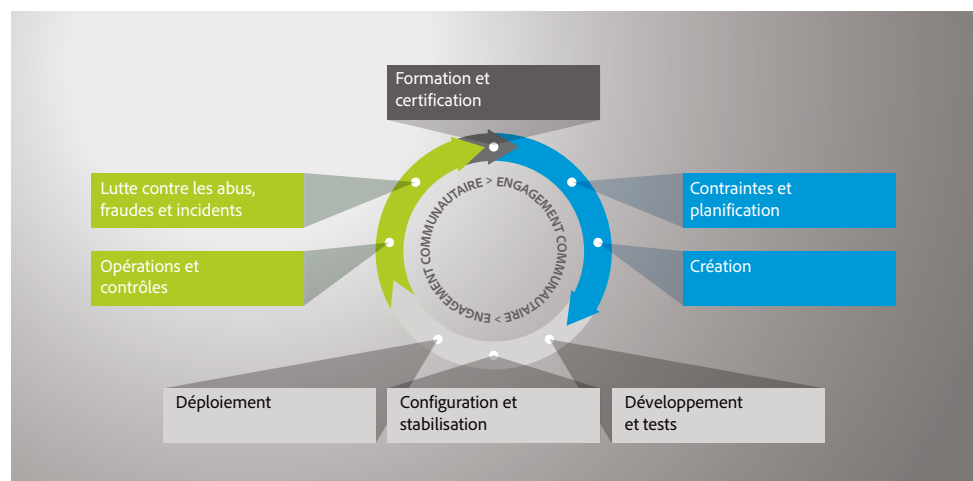 Formation et
certification
Lutte contre les abus,
fraudes et incidents
Contraintes et
planification
Opérations et
contrôles
Création
ENGAGEMENT COMMUNAUTAIRE > ENGAGEMENT COMMUNAUTAIRE >
Déploiement
Configuration et
stabilisation
Développement
et tests